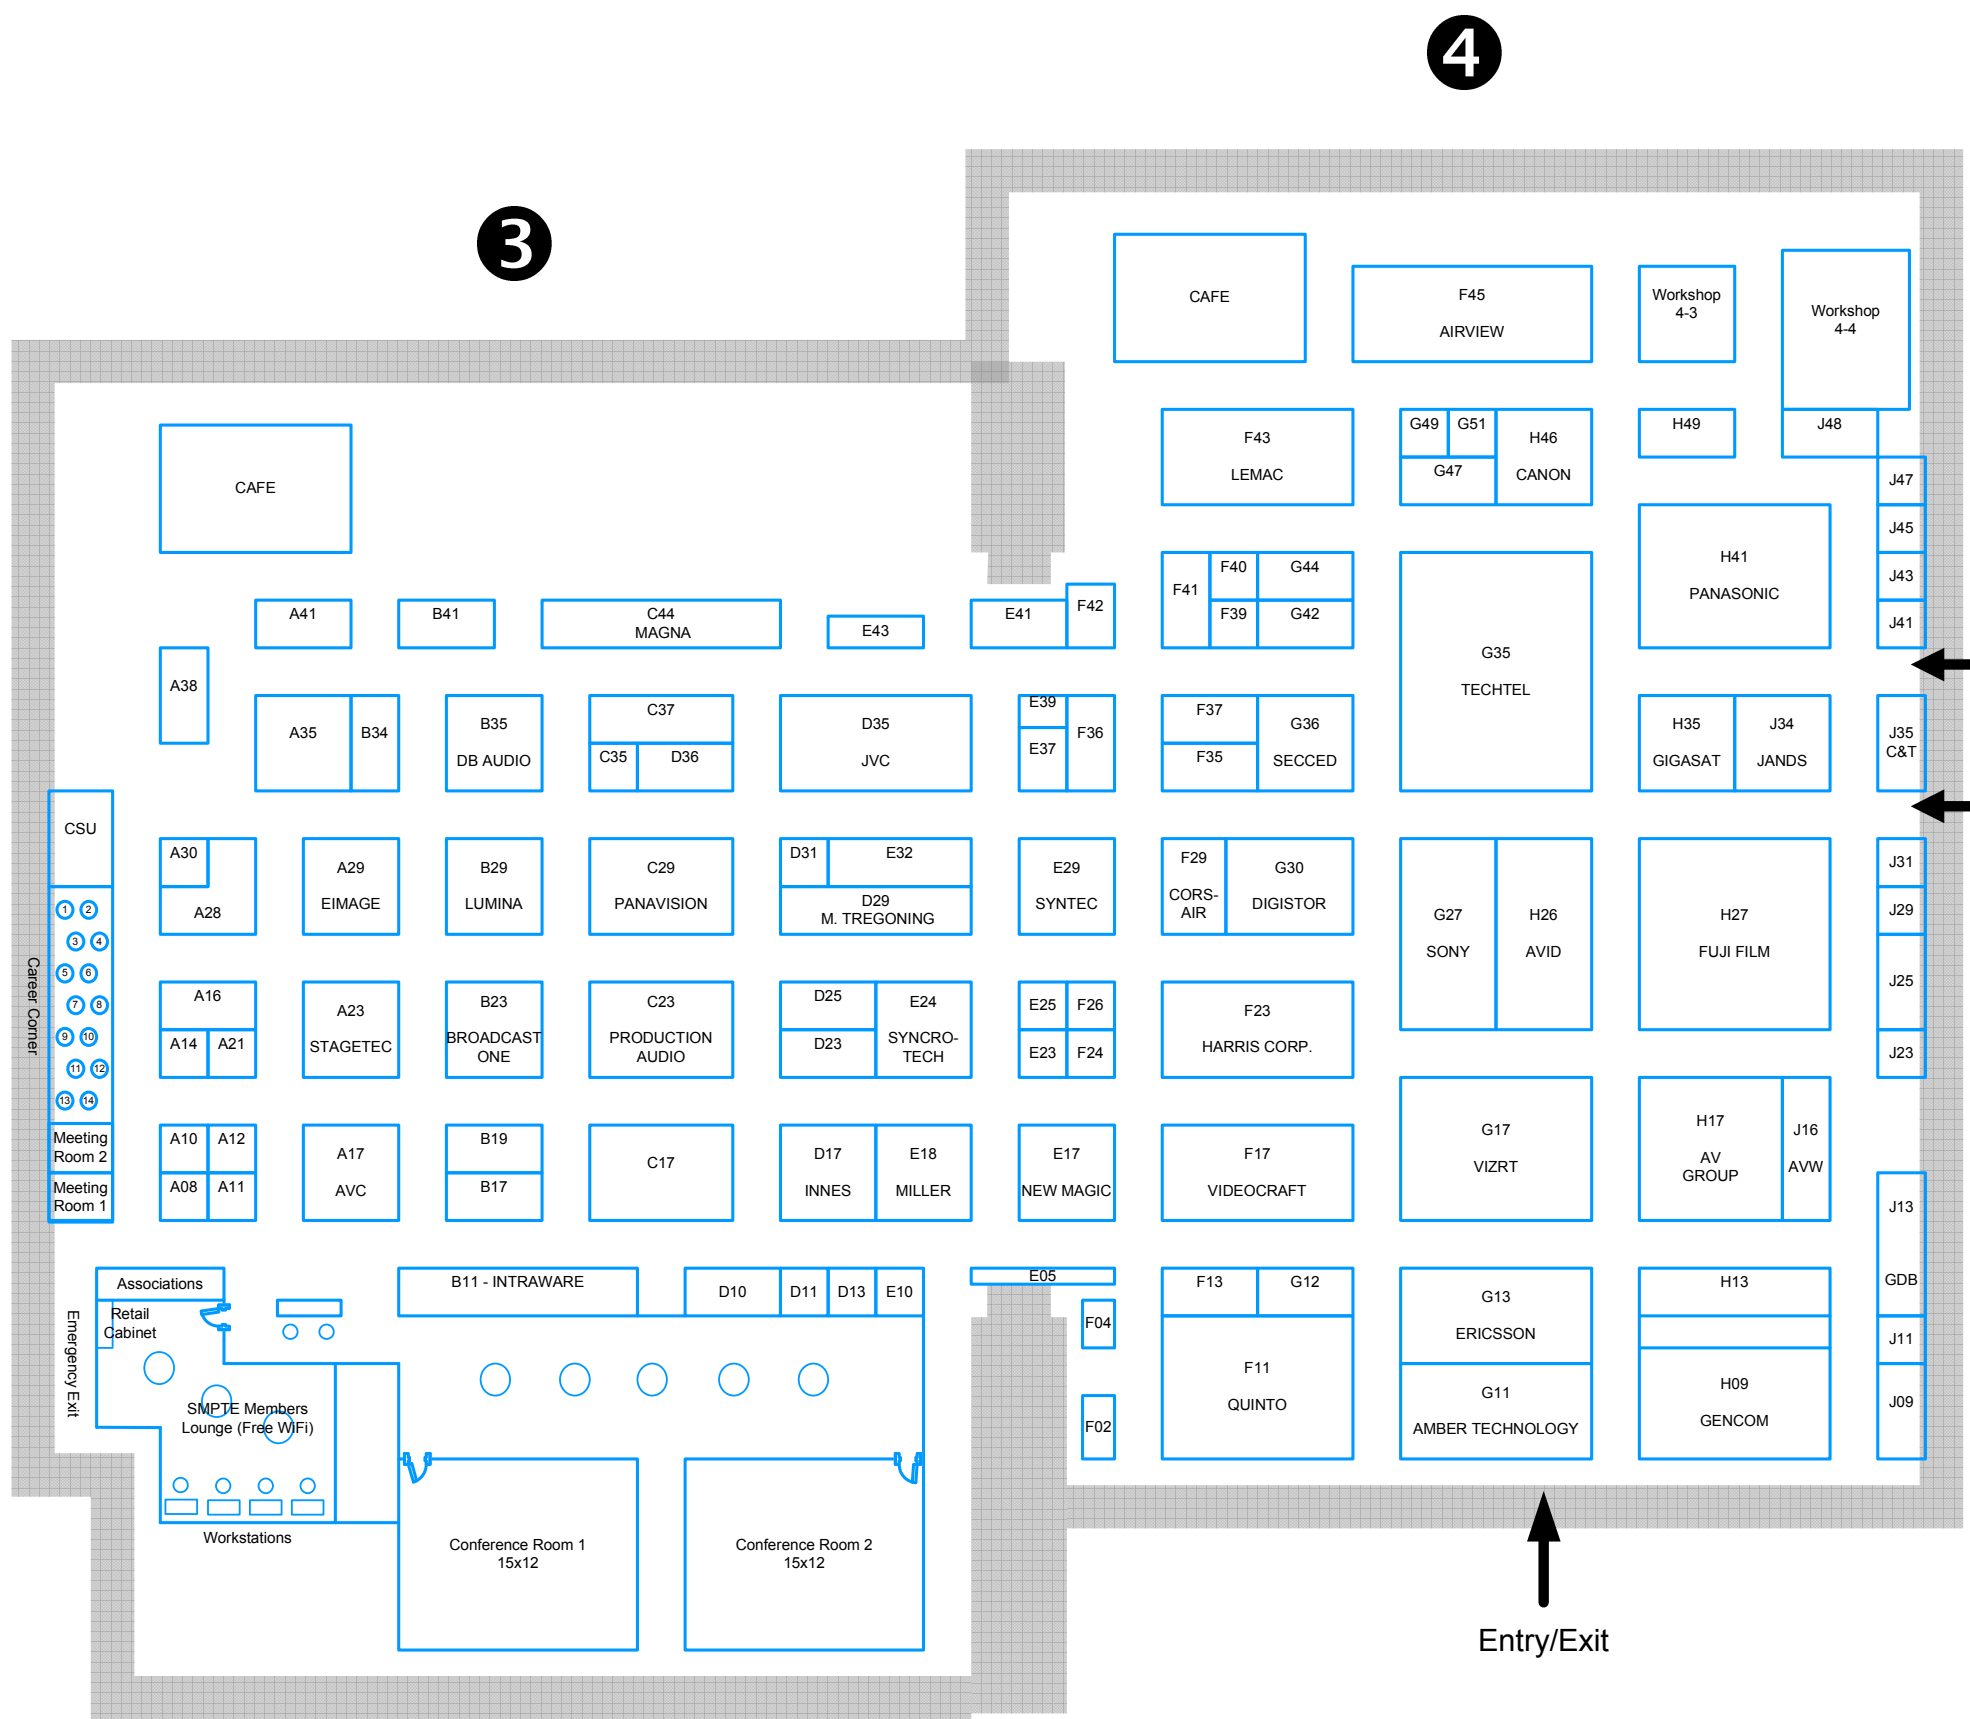 4
3
CAFE
F45
AIRVIEW
Workshop
4-3
Workshop
4-4
F43
LEMAC
G49
G51
G47
H46
CANON
H49
J48
J47
J45
J43
J41
CAFE
H41
PANASONIC
F41
F40
G44
F39
G42
G35
TECHTEL
A41
B41
C44
MAGNA
E43
E41
F42
A38
A35
B34
B35
DB AUDIO
C37
C35
D36
D35
JVC
E39
E37
F36
F37
F35
G36
SECCED
H35
GIGASAT
J34
JANDS
J35
C&T
CSU
A30
A28
A29
EIMAGE
B29
LUMINA
C29
PANAVISION
D31
E32
D29
M. TREGONING
E29
SYNTEC
F29
CORS-
AIR
G30
DIGISTOR
G27
SONY
H26
AVID
H27
FUJI FILM
J31
J29
J25
J23
Career Corner
1
2
3
4
5
6
7
8
9
10
11
12
13
14
A16
A14
A21
A23
STAGETEC
B23
BROADCAST
ONE
C23
PRODUCTION
AUDIO
D25
D23
E24
SYNCRO-
TECH
E25
F26
E23
F24
F23
HARRIS CORP.
Meeting
Room 2
Meeting
Room 1
A10
A12
A08
A11
A17
AVC
B19
B17
C17
D17
INNES
E18
MILLER
E17
NEW MAGIC
F17
VIDEOCRAFT
G17
VIZRT
H17
AV
GROUP
J16
AVW
J13
GDB
Associations
Retail
Cabinet
Emergency Exit
B11 - INTRAWARE
D10
D11
D13
E10
E05
F04
F02
F13
G12
F11
QUINTO
G13
ERICSSON
G11
AMBER TECHNOLOGY
H13
H09
GENCOM
J11
J09
SMPTE Members
Lounge (Free WiFi)
Workstations
Conference Room 1
15x12
Conference Room 2
15x12
Entry/Exit